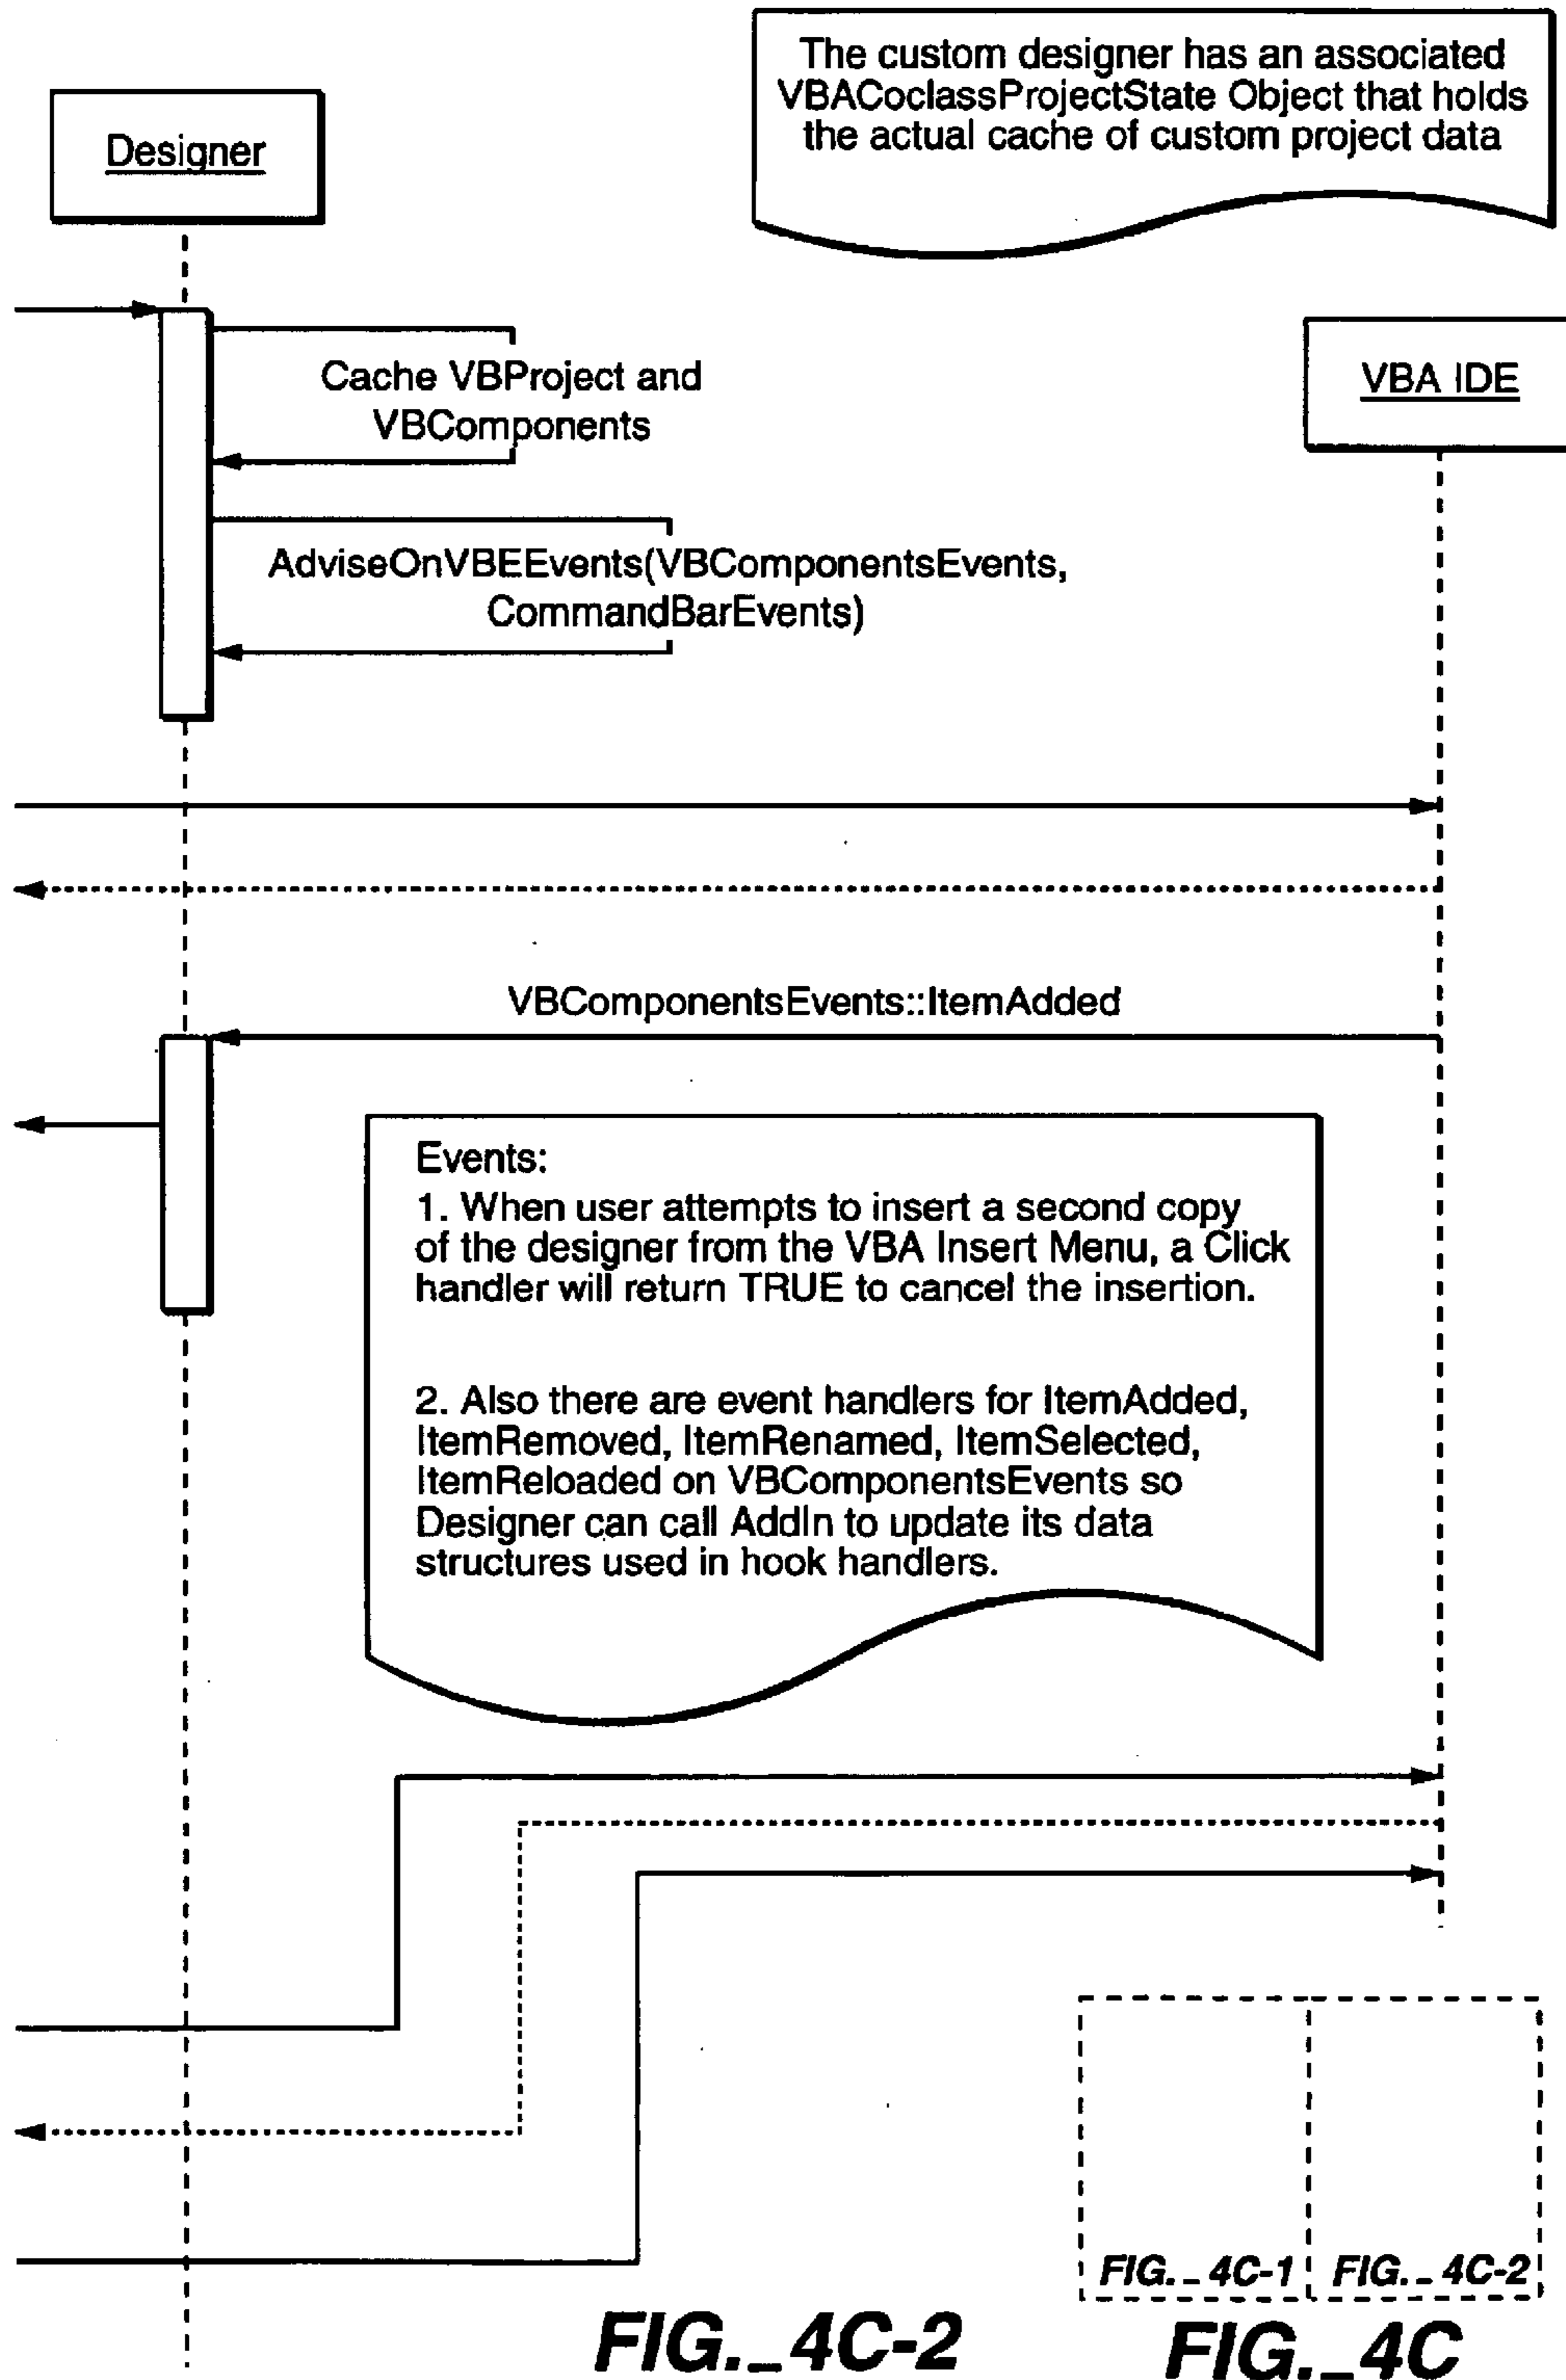 The custom designer has an associated
VBACoclassProjectState Object that holds
the actual cache of custom project data
Designer
VBA IDE
Cache VBProject and
VBComponents
AdviseOnVBEEvents(VBComponentsEvents,
CommandBarEvents)
VBComponentsEvents::ItemAdded
Events:
1. When user attempts to insert a second copy
of the designer from the VBA Insert Menu, a Click
handler will return TRUE to cancel the insertion.
2. Also there are event handlers for ItemAdded,
ItemRemoved, ItemRenamed, ItemSelected,
ItemReloaded on VBComponentsEvents so
Designer can call AddIn to update its data
structures used in hook handlers.
FIG._4C-1
FIG._4C-2
FIG._4C-2
FIG._4C